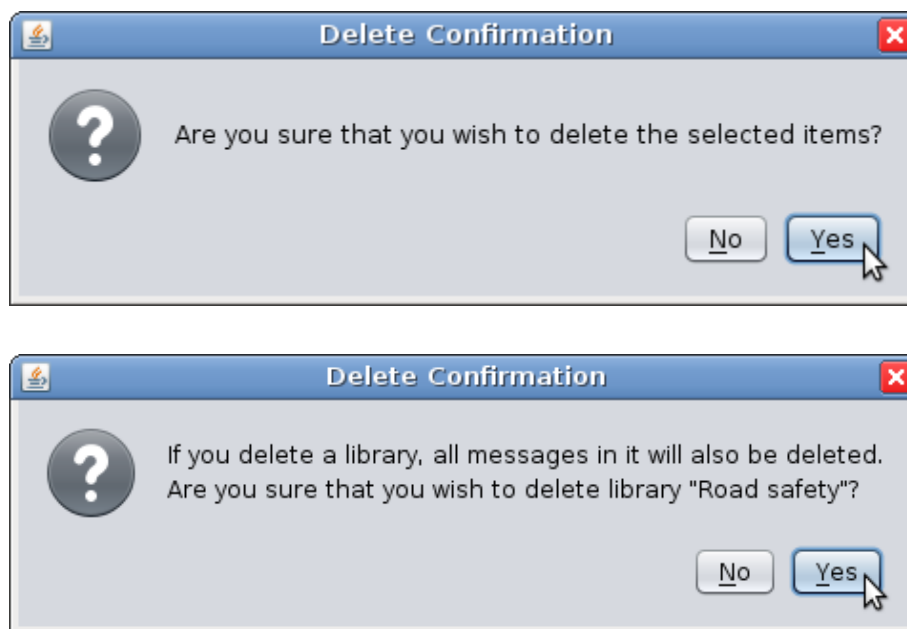 Delete Confirmation
Are you sure that you wish to delete the selected items?
No
Yes
Delete Confirmation
If you delete a library, all messages in it will also be deleted.
Are you sure that you wish to delete library "Road safety"?
No
Yes